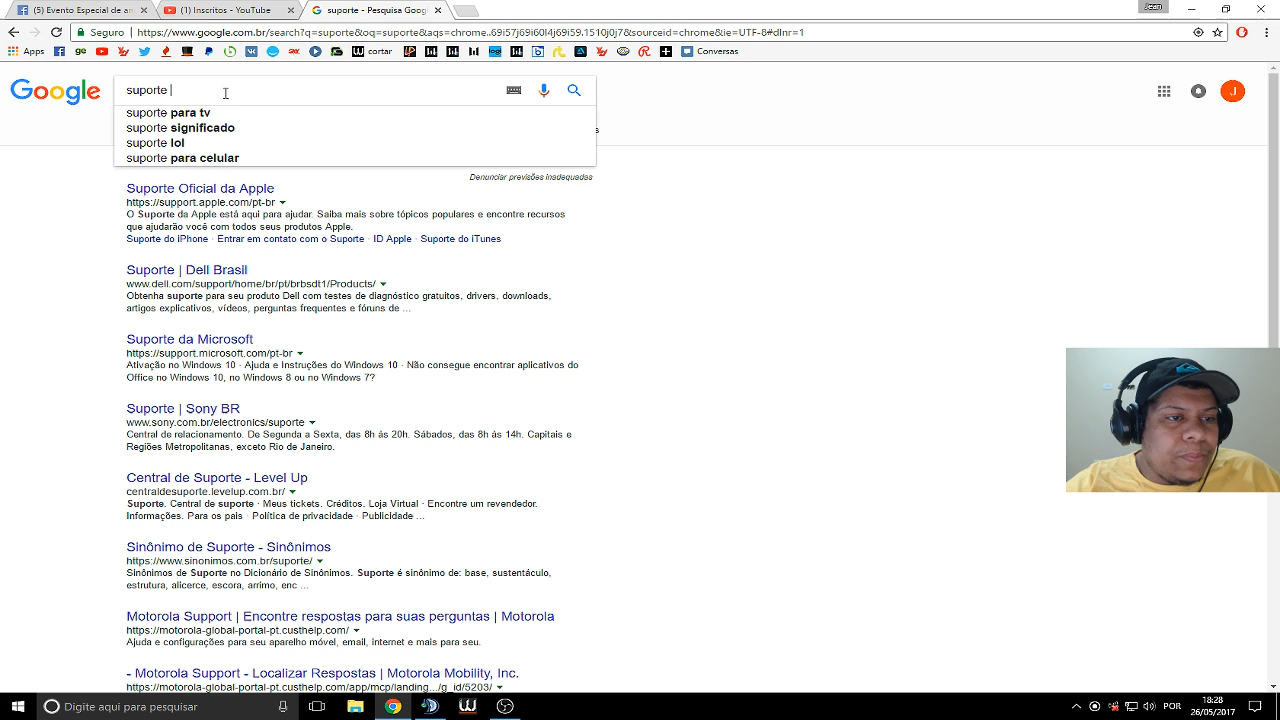 (5) Evento Especial de an
(1) Inscritos - YouTube
suporte - Pesquisa Goog
Jean
Seguro
https://www.google.com.br/search?q=suporte&oq=suporte&aqs=chrome..69i57j69i60l4j69i59.1510j0j7&sourceid=chrome&ie=UTF-8#dlnr=1
Apps
cortar
Conversas
Google
suporte
J
suporte para tv
suporte significado
suporte lol
suporte para celular
Denunciar previsões inadequadas
Suporte Oficial da Apple
https://support.apple.com/pt-br
O Suporte da Apple está aqui para ajudar. Saiba mais sobre tópicos populares e encontre recursos
que ajudarão você com todos seus produtos Apple.
Suporte do iPhone · Entrar em contato com o Suporte · ID Apple · Suporte do iTunes
Suporte | Dell Brasil
www.dell.com/support/home/br/pt/brbsdt1/Products/
Obtenha suporte para seu produto Dell com testes de diagnóstico gratuitos, drivers, downloads,
artigos explicativos, vídeos, perguntas frequentes e fóruns de ...
Suporte da Microsoft
https://support.microsoft.com/pt-br
Ativação no Windows 10 · Ajuda e Instruções do Windows 10 · Não consegue encontrar aplicativos do
Office no Windows 10, no Windows 8 ou no Windows 7?
Suporte | Sony BR
www.sony.com.br/electronics/suporte
Central de relacionamento. De Segunda a Sexta, das 8h às 20h. Sábados, das 8h às 14h. Capitais e
Regiões Metropolitanas, exceto Rio de Janeiro.
Central de Suporte - Level Up
centraldesuporte.levelup.com.br/
Suporte. Central de suporte · Meus tickets. Créditos. Loja Virtual · Encontre um revendedor.
Informações. Para os pais · Política de privacidade · Publicidade ...
Sinônimo de Suporte - Sinônimos
https://www.sinonimos.com.br/suporte/
Sinônimos de Suporte no Dicionário de Sinônimos. Suporte é sinônimo de: base, sustentáculo,
estrutura, alicerce, escora, arrimo, enc ...
Motorola Support | Encontre respostas para suas perguntas | Motorola
https://motorola-global-portal-pt.custhelp.com/
Ajuda e configurações para seu aparelho móvel, email, internet e mais para seu.
- Motorola Support - Localizar Respostas | Motorola Mobility, Inc.
https://motorola-global-portal-pt.custhelp.com/app/mcp/landing.../g_id/5203/
Digite aqui para pesquisar
POR
18:28
26/05/2017